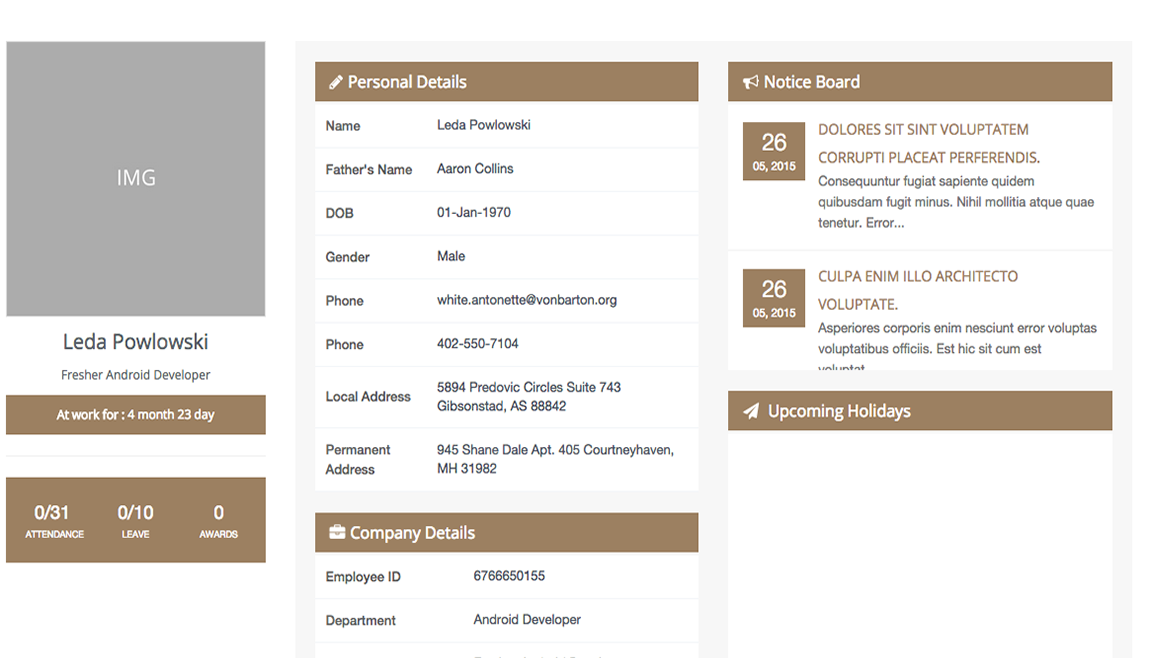 IMG
Leda Powlowski
Fresher Android Developer
At work for : 4 month 23 day
0/31 0/10 0
ATTENDANCE LEAVE AWARDS
Personal Details
Name Leda Powlowski
Father's Name Aaron Collins
DOB 01-Jan-1970
Gender Male
Phone white.antonette@vonbarton.org
Phone 402-550-7104
Local Address 5894 Predovic Circles Suite 743
Gibsonstad, AS 88842
Permanent 945 Shane Dale Apt. 405 Courtneyhaven,
Address MH 31982
Company Details
Employee ID 6766650155
Department Android Developer
Notice Board
26
05, 2015
DOLORES SIT SINT VOLUPTATEM
CORRUPTI PLACEAT PERFERENDIS.
Consequuntur fugiat sapiente quidem
quibusdam fugit minus. Nihil mollitia atque quae
tenetur. Error...
26
05, 2015
CULPA ENIM ILLO ARCHITECTO
VOLUPTATE.
Asperiores corporis enim nesciunt error voluptas
voluptatibus officiis. Est hic sit cum est
voluptat
Upcoming Holidays